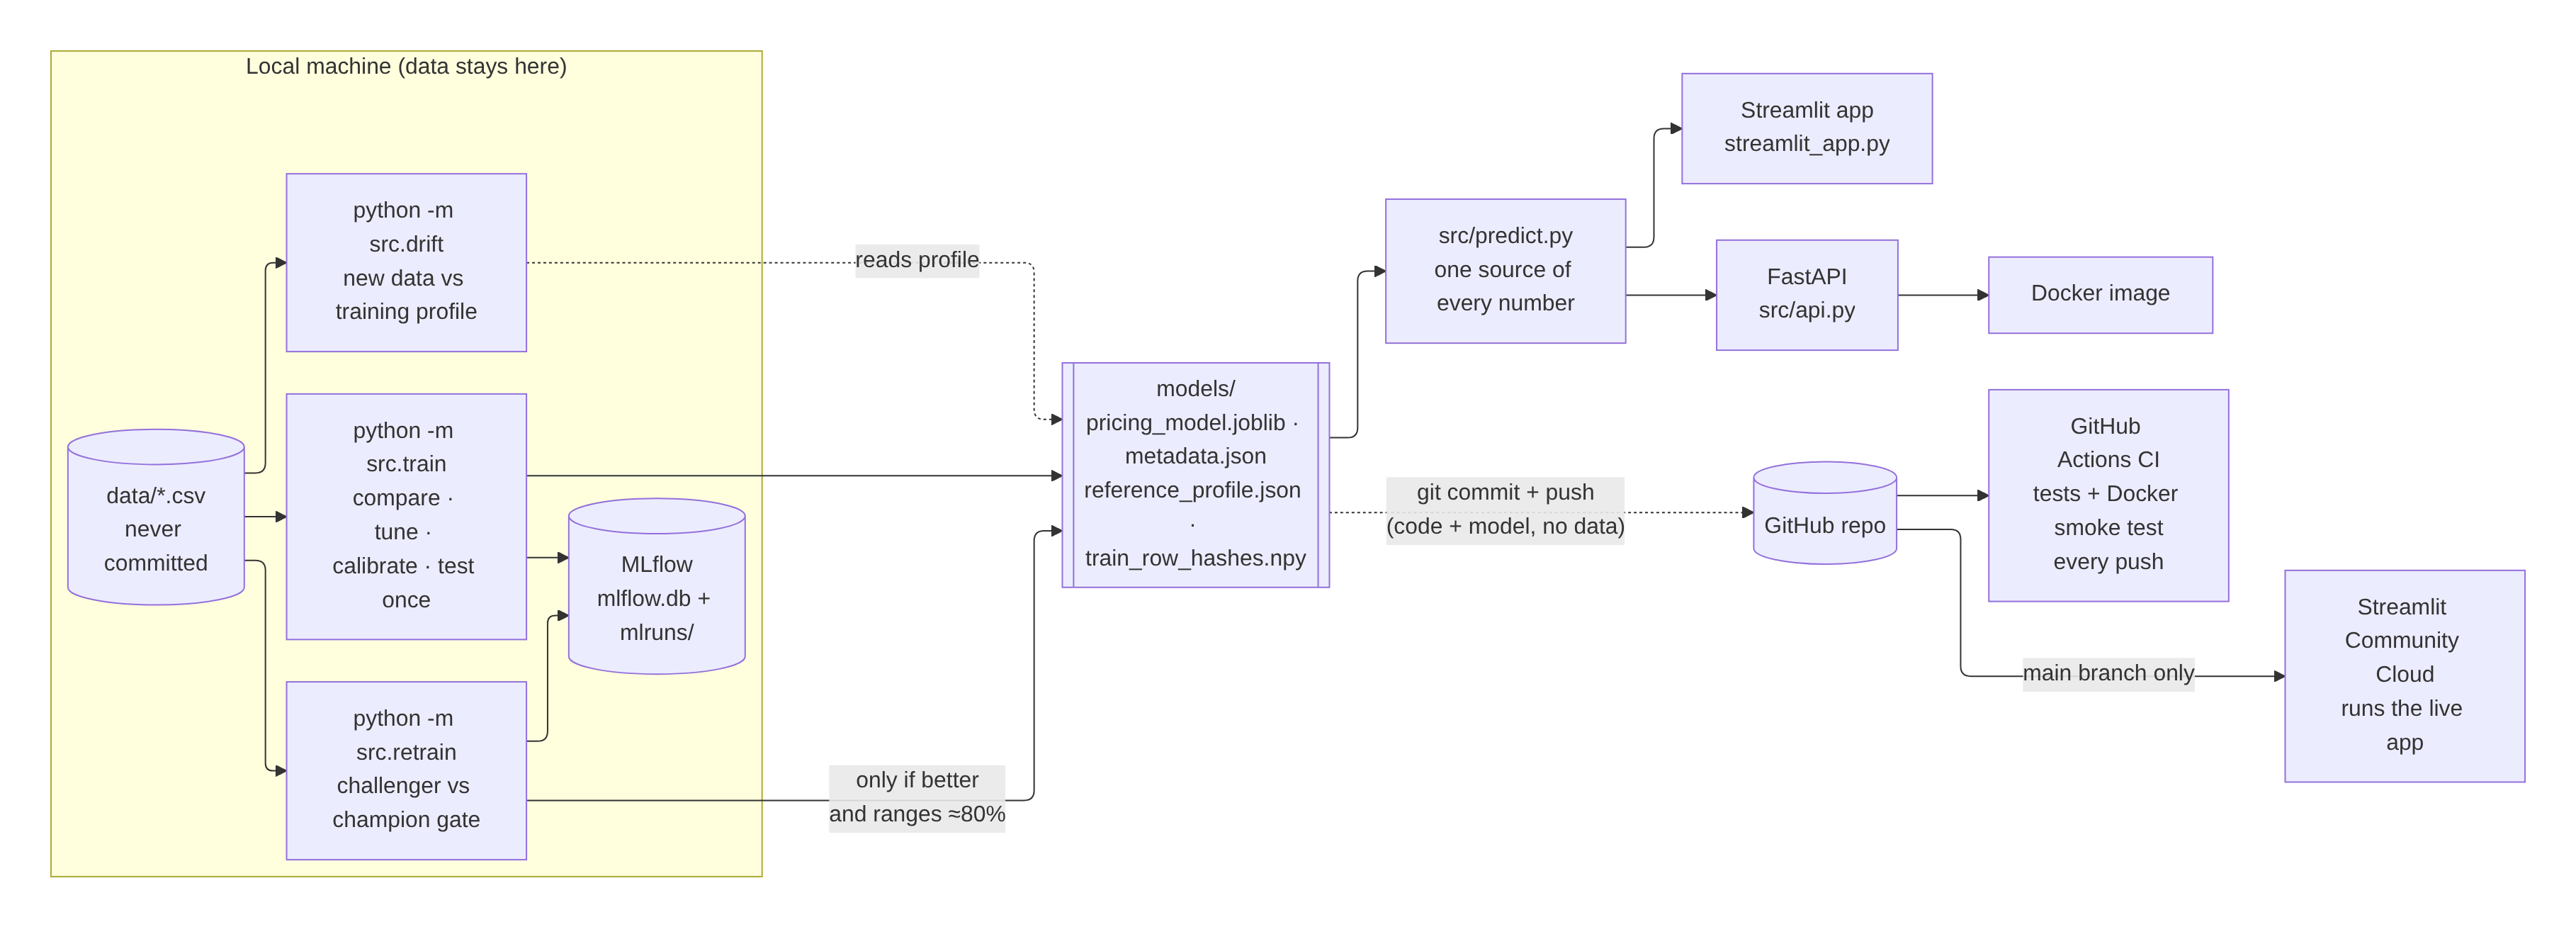 Local machine (data stays here)
python -m
src.drift
new data vs
training profile
python -m
src.train
compare ·
tune ·
calibrate · test
once
data/*.csv
never
committed
MLflow
mlflow.db +
mlruns/
python -m
src.retrain
challenger vs
champion gate
reads profile
only if better
and ranges ≈80%
models/
pricing_model.joblib ·
metadata.json
reference_profile.json
·
train_row_hashes.npy
src/predict.py
one source of
every number
Streamlit app
streamlit_app.py
FastAPI
src/api.py
Docker image
git commit + push
(code + model, no data)
GitHub repo
GitHub
Actions CI
tests + Docker
smoke test
every push
main branch only
Streamlit
Community
Cloud
runs the live
app